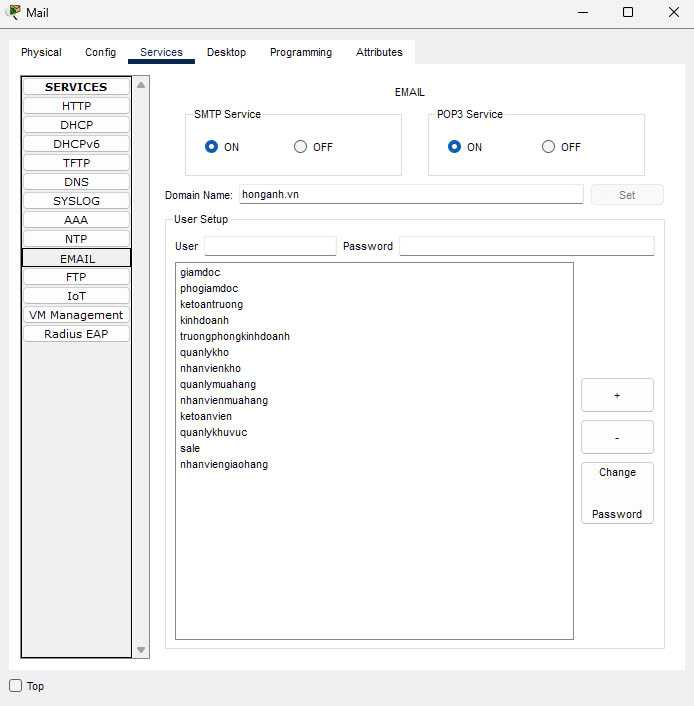 Mail
Physical Config Services Desktop Programming Attributes
SERVICES
HTTP
DHCP
DHCPv6
TFTP
DNS
SYSLOG
AAA
NTP
EMAIL
FTP
IoT
VM Management
Radius EAP
EMAIL
SMTP Service
ON OFF
POP3 Service
ON OFF
Domain Name: honganh.vn Set
User Setup
User Password
giamdoc
phogiamdoc
ketoantruong
kinhdoanh
truongphongkinhdoanh
quanlykho
nhanvienkho
quanlymuahang
nhanvienmuahang
ketoanvien
quanlykhuvuc
sale
nhanviengiaohang
+
-
Change
Password
Top